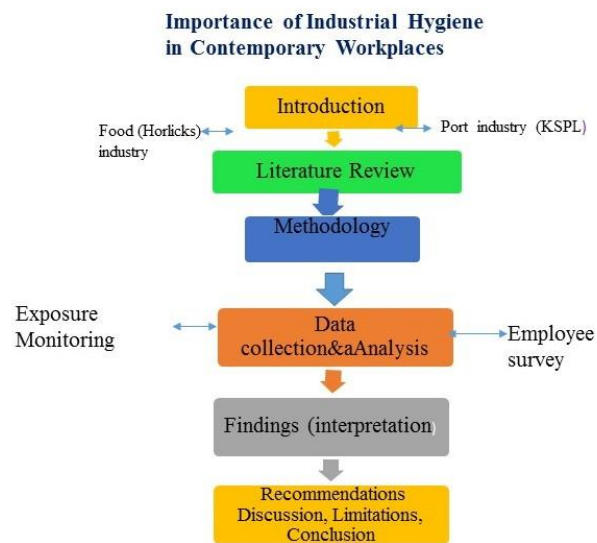 Importance of Industrial Hygiene
in Contemporary Workplaces
Introduction
Food (Horlicks)
industry
Port industry (KSPL)
Literature Review
Methodology
Exposure
Monitoring
Data
collection&aAnalysis
Employee
survey
Findings (interpretation)
Recommendations
Discussion, Limitations,
Conclusion